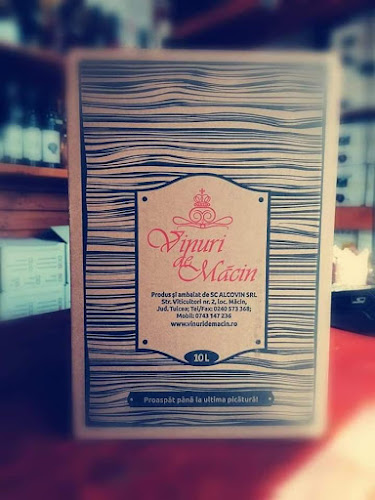 Vinuri
de
Măcin
Produs și ambalat de SC ALCOVIN SRL
Str. Viticultori nr. 2, loc. Măcin,
Jud. Tulcea; Tel/Fax: 0240 573 368;
Mobil: 0743 147 236
www.vinuridemacin.ro
10 L
Proaspăt până la ultima picătură!